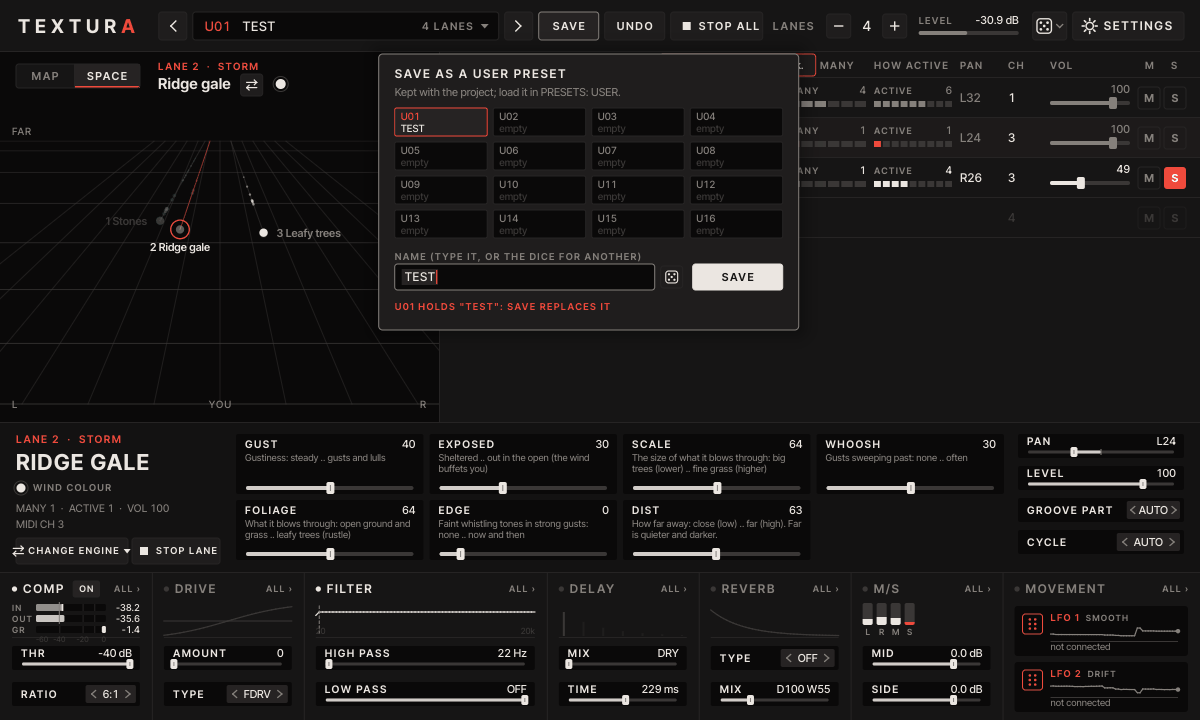 TEXTURA
U01 TEST
4 LANES
SAVE
UNDO
STOP ALL
LANES
4
LEVEL
-30.9 dB
SETTINGS
MAP
SPACE
LANE 2 · STORM
Ridge gale
FAR
1 Stones
2 Ridge gale
3 Leafy trees
L
YOU
R
SAVE AS A USER PRESET
Kept with the project; load it in PRESETS: USER.
U01
TEST
U02
empty
U03
empty
U04
empty
U05
empty
U06
empty
U07
empty
U08
empty
U09
empty
U10
empty
U11
empty
U12
empty
U13
empty
U14
empty
U15
empty
U16
empty
NAME (TYPE IT, OR THE DICE FOR ANOTHER)
TEST
SAVE
U01 HOLDS "TEST": SAVE REPLACES IT
MANY
HOW ACTIVE
PAN
CH
VOL
M
S
4
ACTIVE
6
L32
1
100
M
S
1
ACTIVE
1
L24
3
100
M
S
1
ACTIVE
4
R26
3
49
M
S
4
M
S
LANE 2 · STORM
RIDGE GALE
WIND COLOUR
MANY 1 · ACTIVE 1 · VOL 100
MIDI CH 3
CHANGE ENGINE
STOP LANE
GUST
40
Gustiness: steady .. gusts and lulls
EXPOSED
30
Sheltered .. out in the open (the wind
buffets you)
SCALE
64
The size of what it blows through: big
trees (lower) .. fine grass (higher)
WHOOSH
30
Gusts sweeping past: none .. often
FOLIAGE
64
What it blows through: open ground and
grass .. leafy trees (rustle)
EDGE
0
Faint whistling tones in strong gusts:
none .. now and then
DIST
63
How far away: close (low) .. far (high). Far
is quieter and darker.
PAN
L24
LEVEL
100
GROOVE PART
< AUTO >
CYCLE
< AUTO >
COMP
ON
ALL ›
IN
-38.2
OUT
-35.6
GR
-1.4
-60 -40 -20 0
THR
-40 dB
RATIO
< 6:1 >
DRIVE
ALL ›
AMOUNT
0
TYPE
< FDRV >
FILTER
ALL ›
20
20k
HIGH PASS
22 Hz
LOW PASS
OFF
DELAY
ALL ›
MIX
DRY
TIME
229 ms
REVERB
ALL ›
TYPE
< OFF >
MIX
D100 W55
M/S
ALL ›
L R M S
MID
0.0 dB
SIDE
0.0 dB
MOVEMENT
ALL ›
LFO 1 SMOOTH
not connected
LFO 2 DRIFT
not connected